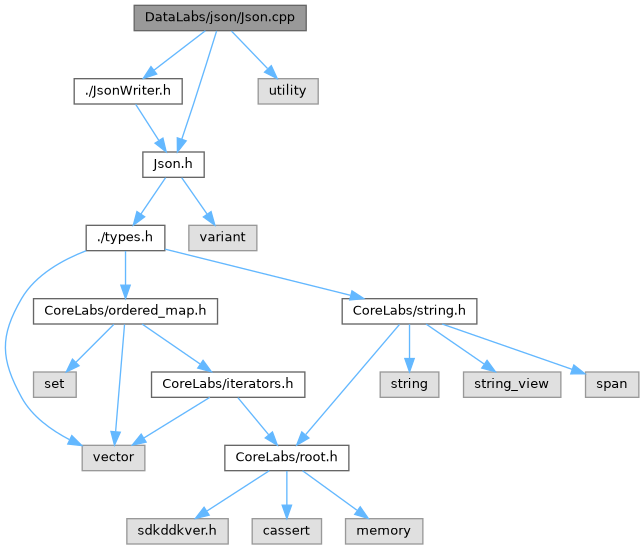 DataLabs/json/Json.cpp
./JsonWriter.h
utility
Json.h
./types.h
variant
CoreLabs/ordered_map.h
CoreLabs/string.h
set
CoreLabs/iterators.h
string
string_view
span
vector
CoreLabs/root.h
sdkddkver.h
cassert
memory